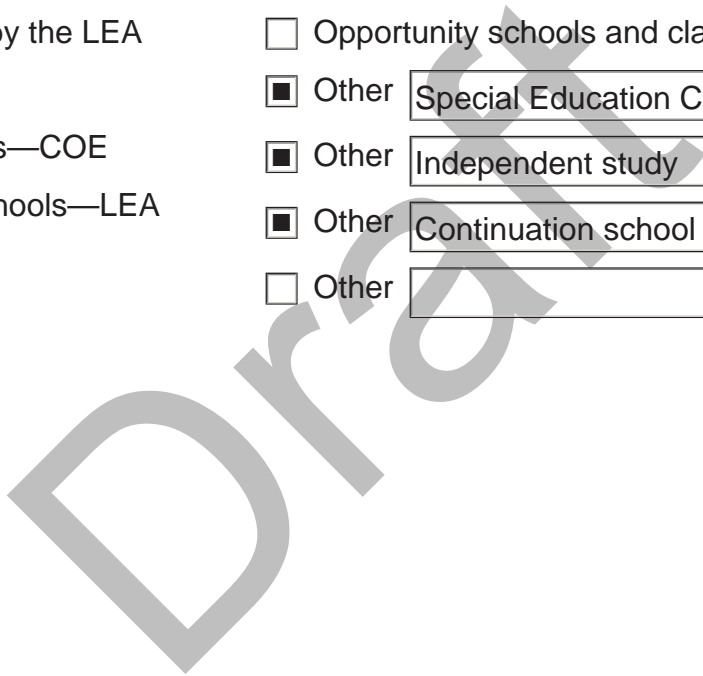 by the LEA
Opportunity schools and cla
Other Special Education C
s—COE
Other Independent study
hools—LEA
Other Continuation school
Other
Draft